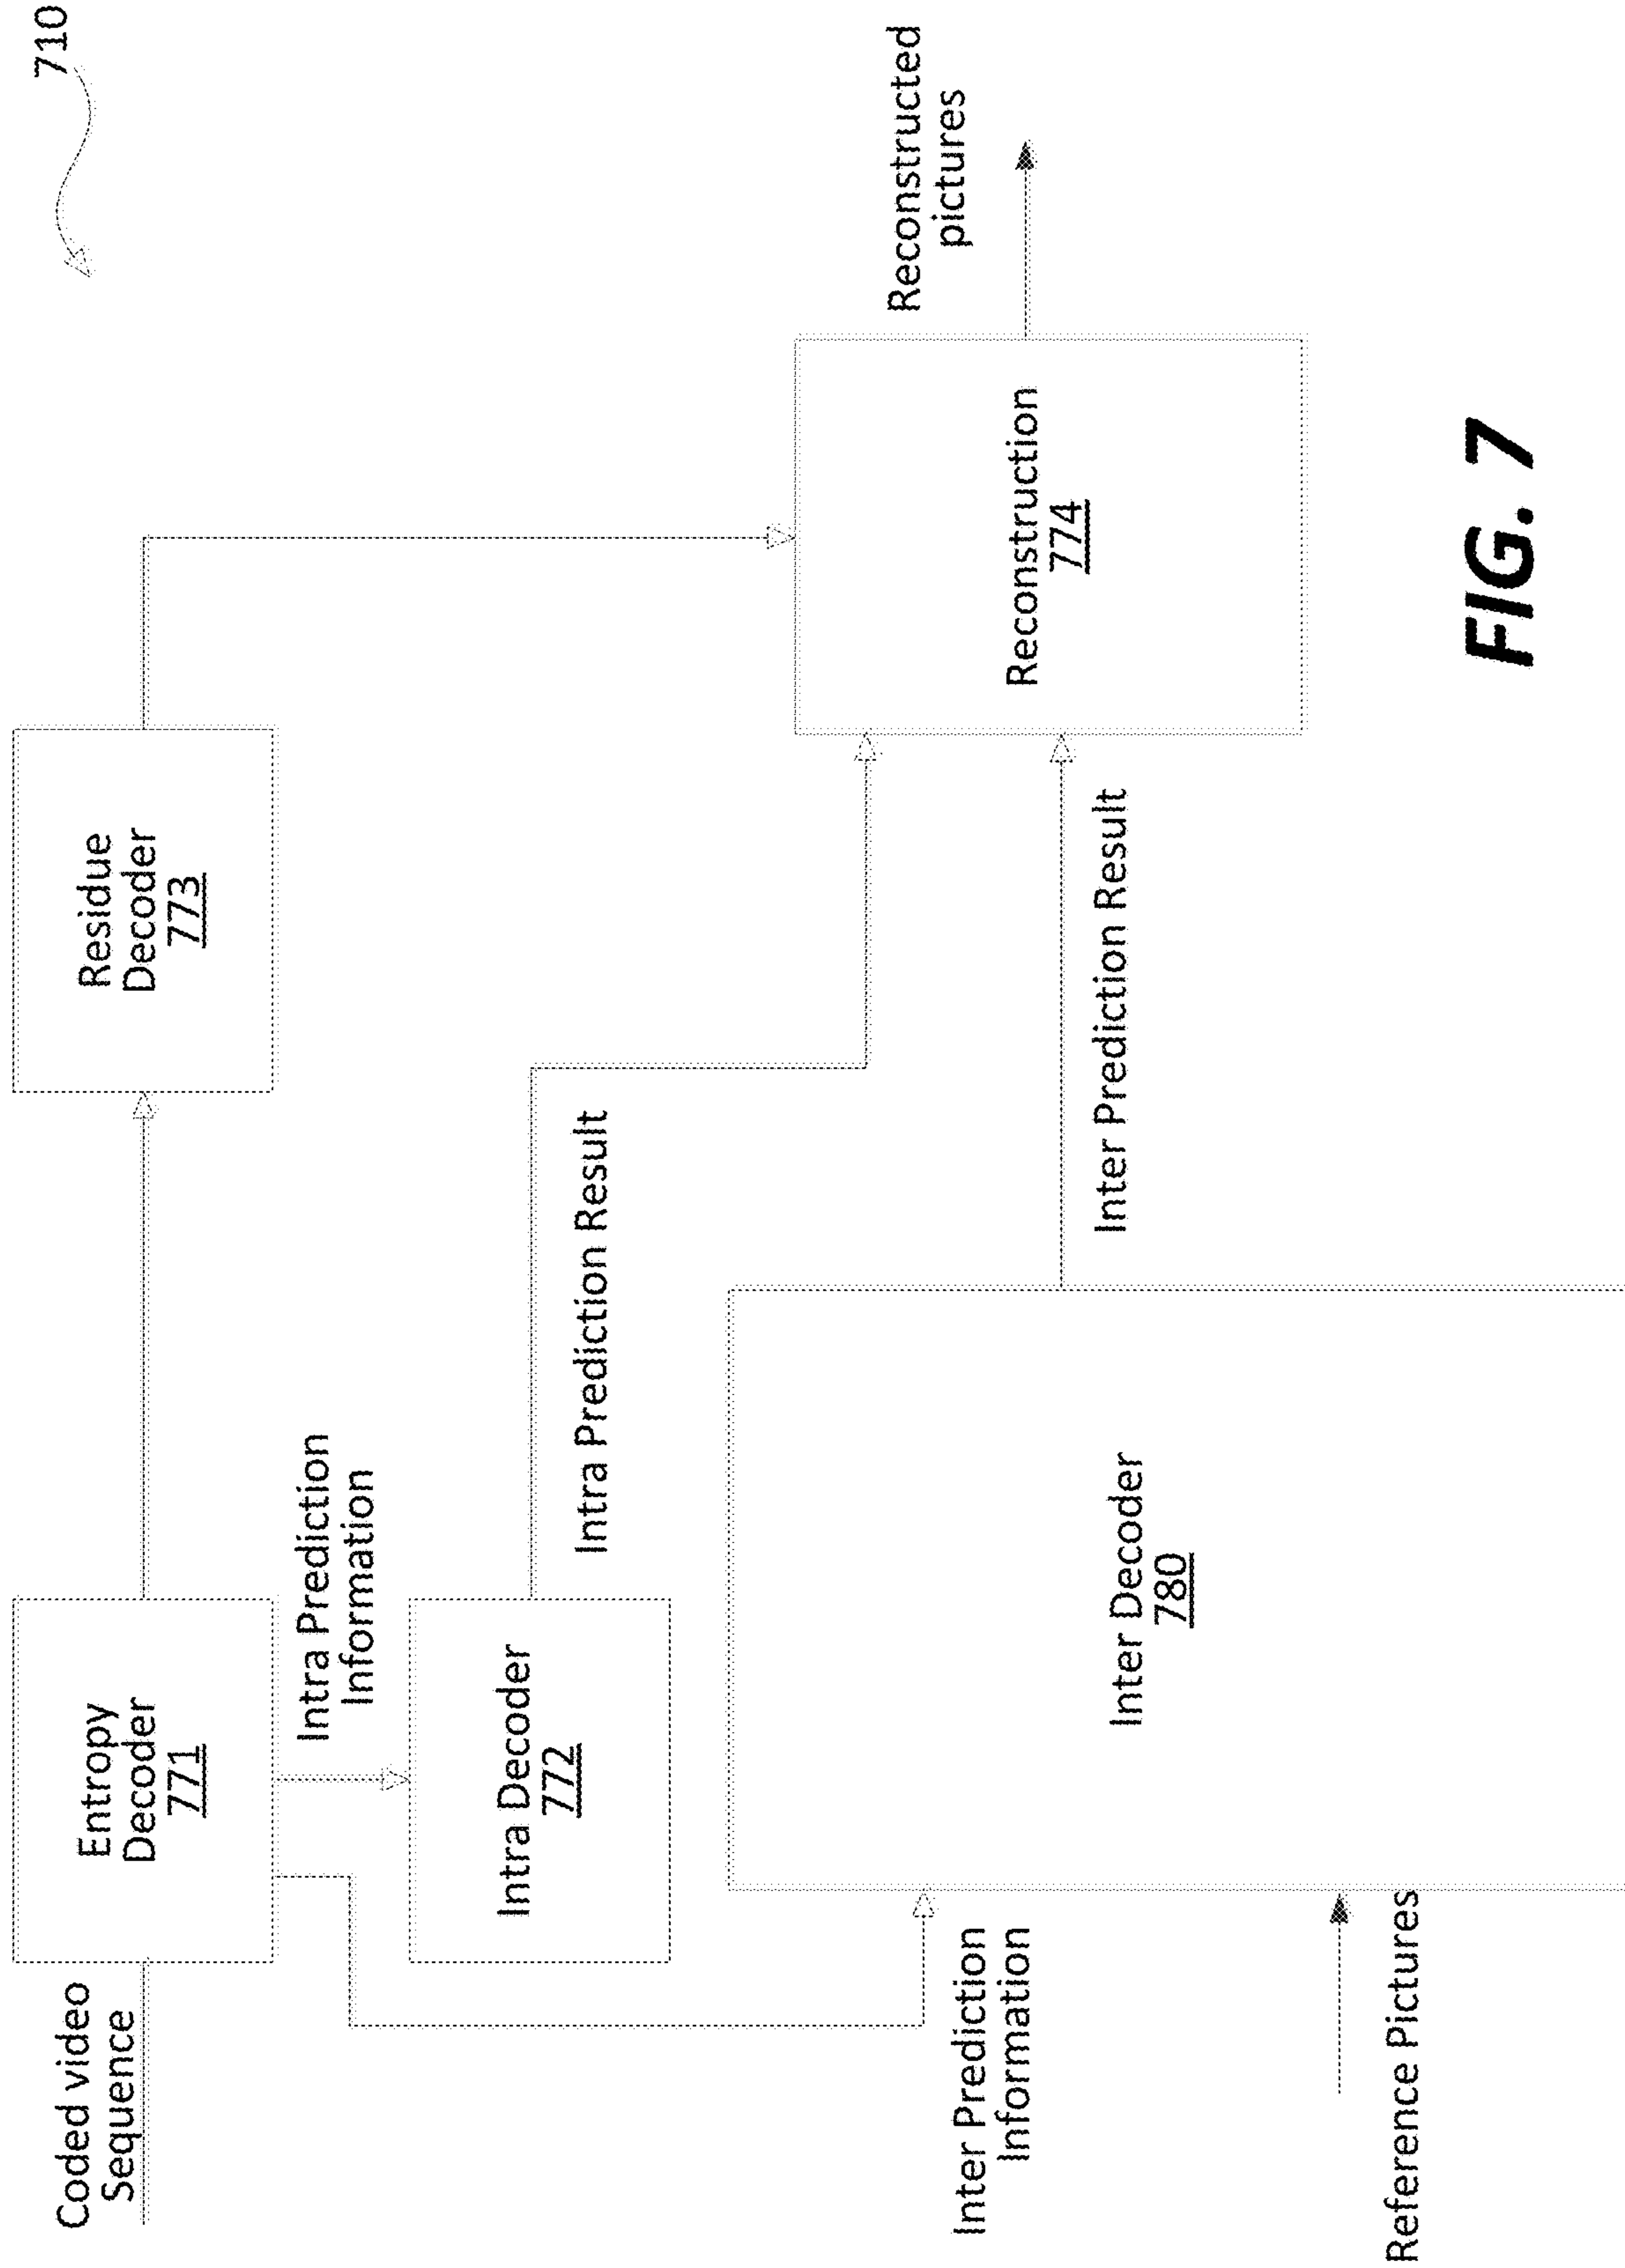 710
Coded video
Sequence
Entropy
Decoder
771
Residue
Decoder
773
Intra Prediction
Information
Intra Decoder
772
Intra Prediction Result
Reconstructed
pictures
Inter Prediction
Information
Inter Decoder
780
Inter Prediction Result
Reconstruction
774
Reference Pictures
FIG. 7